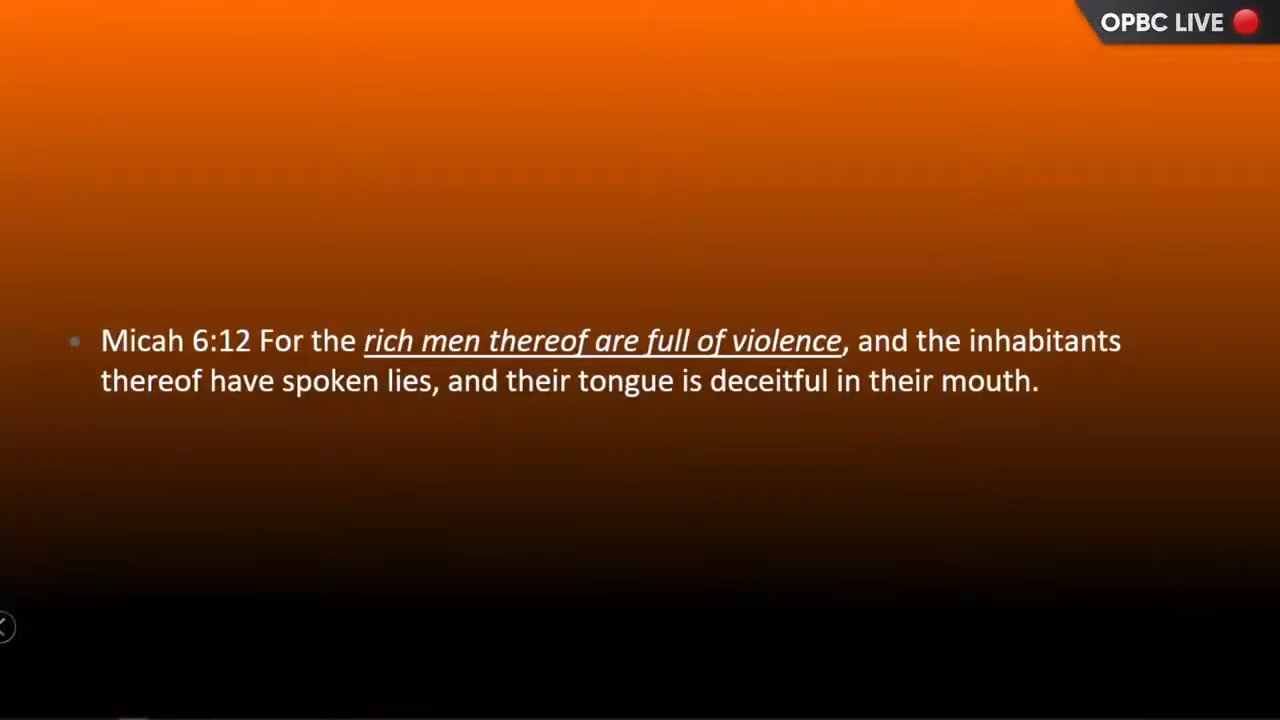 OPBC LIVE
Micah 6:12 For the rich men thereof are full of violence, and the inhabitants
thereof have spoken lies, and their tongue is deceitful in their mouth.